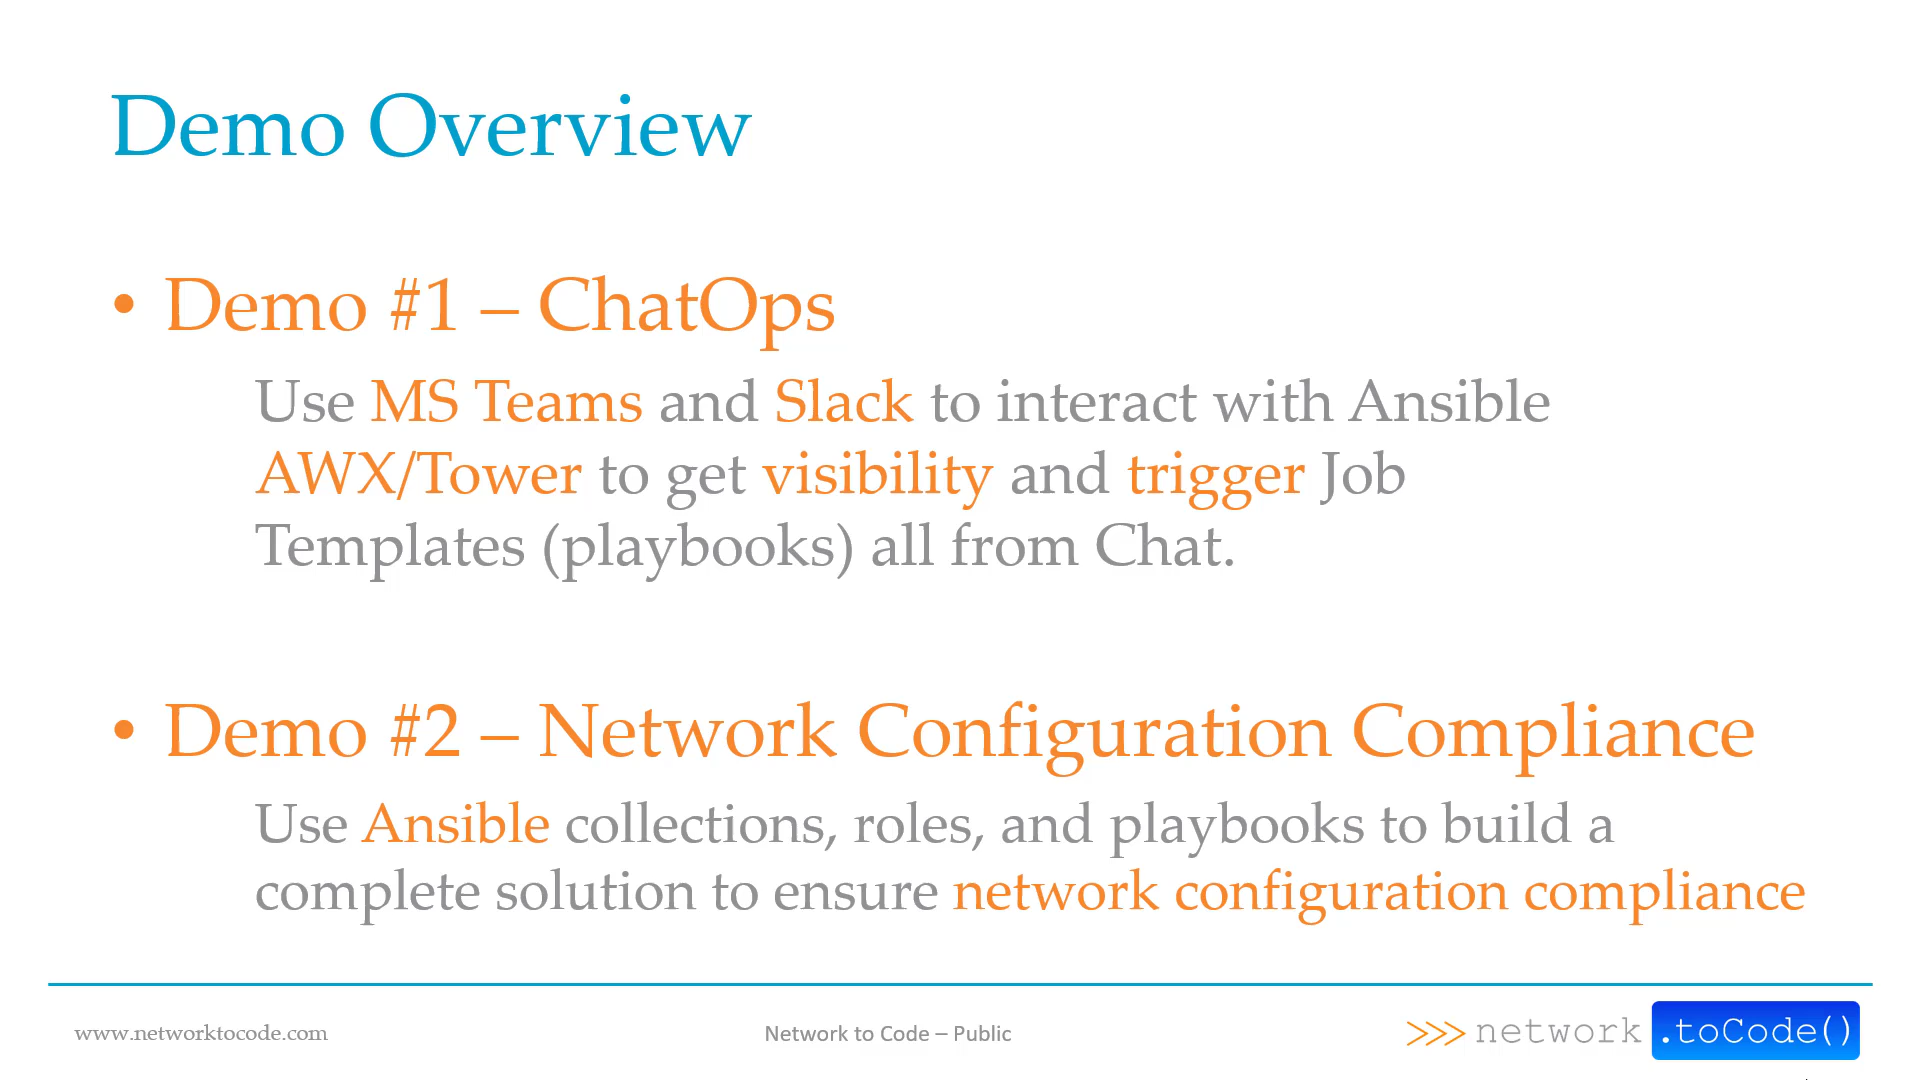 Demo Overview
• Demo #1 – ChatOps
Use MS Teams and Slack to interact with Ansible
AWX/Tower to get visibility and trigger Job
Templates (playbooks) all from Chat.
• Demo #2 – Network Configuration Compliance
Use Ansible collections, roles, and playbooks to build a
complete solution to ensure network configuration compliance
www.networktocode.com
Network to Code – Public
>>> network .toCode()